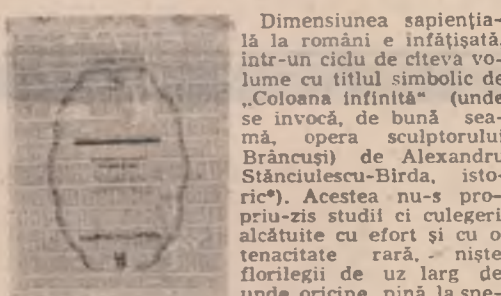 Dimensiunea sapienția-
lă la români e înfățișată
într-un ciclu de cîteva vo-
lume cu titlul simbolic de
„Coloana infinită“ (unde
se invocă, de bună sea-
mă, opera sculptorului
Brâncuși) de Alexandru
Stănciulescu-Bîrda, isto-
ric*). Acestea nu-s pro-
priu-zis studii ci culegeri
alcătuite cu efort și cu o
tenacitate rară, - niște
florilegii de uz larg de
unde oricine, pînă la spe-